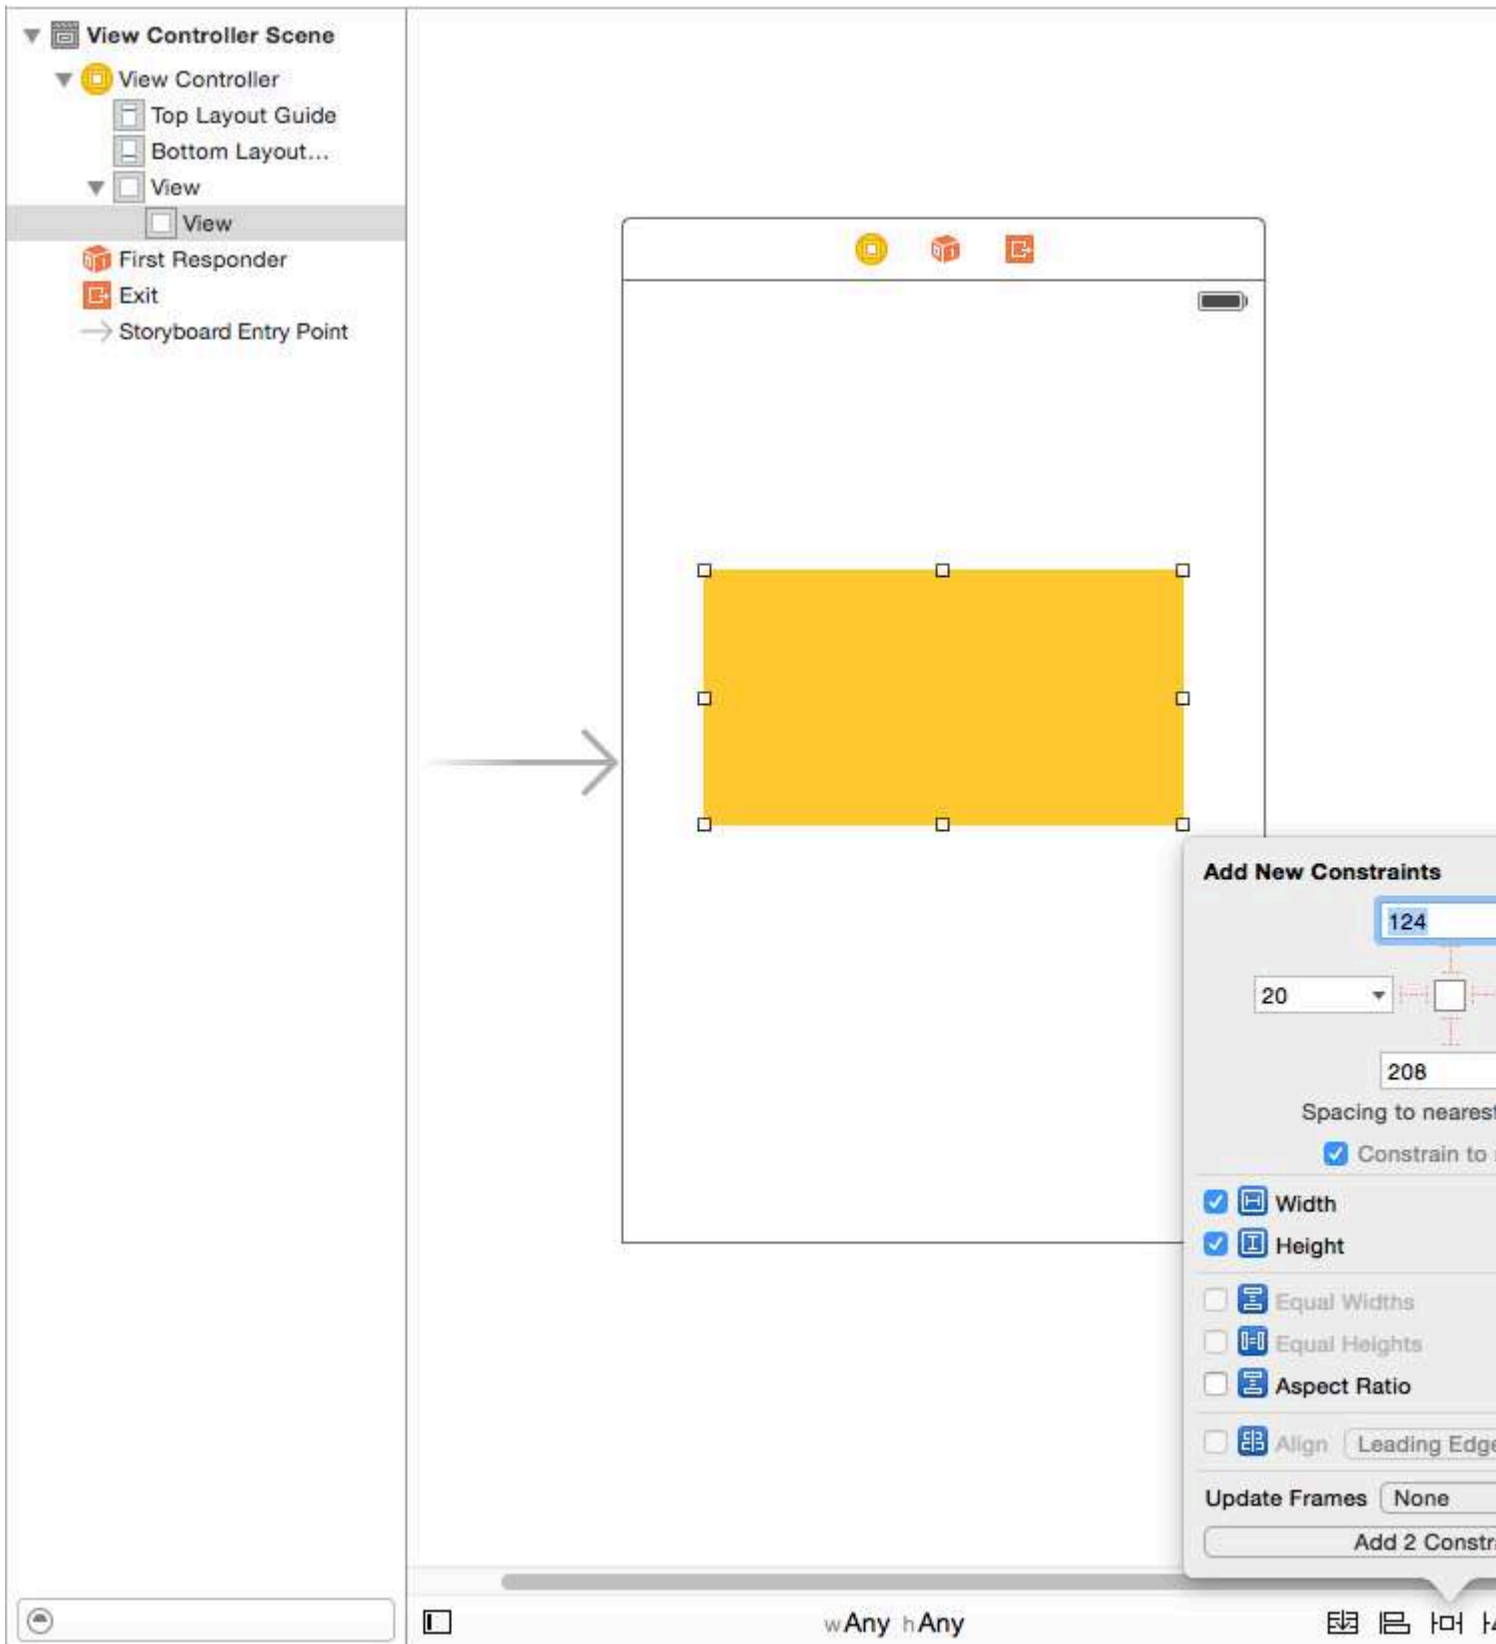 View Controller Scene
View Controller
Top Layout Guide
Bottom Layout...
View
View
First Responder
Exit
Storyboard Entry Point
Add New Constraints
124
20
208
Spacing to nearest
Constrain to
Width
Height
Equal Widths
Equal Heights
Aspect Ratio
Align Leading Edge
Update Frames None
Add 2 Constr
wAny hAny